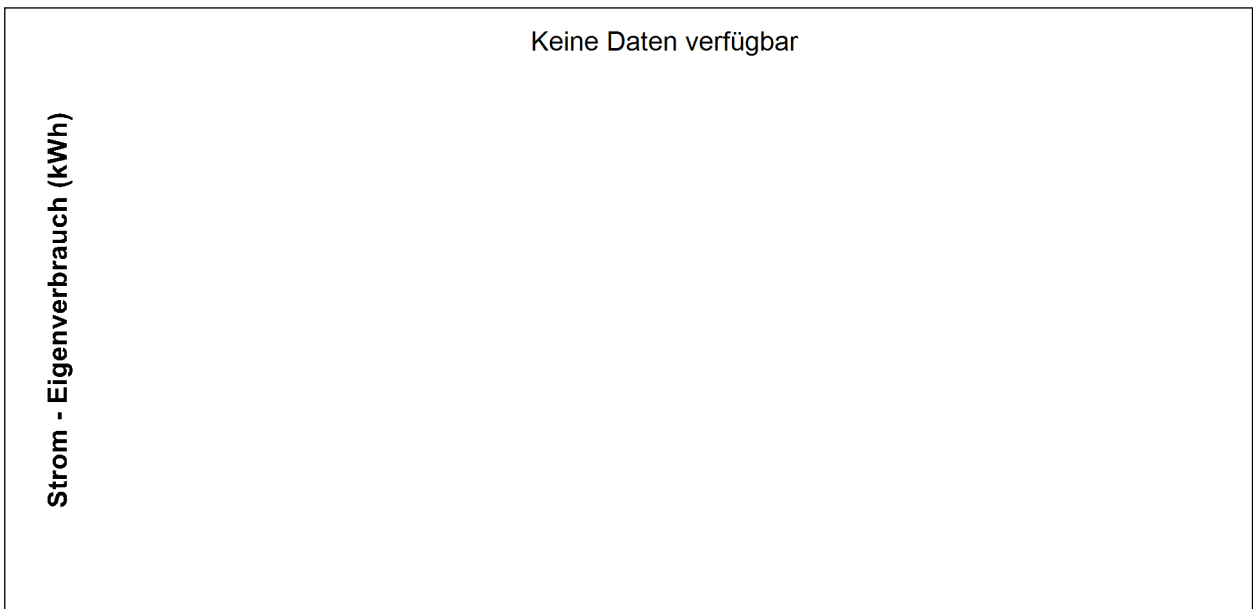 Keine Daten verfügbar
Strom - Eigenverbrauch (kWh)